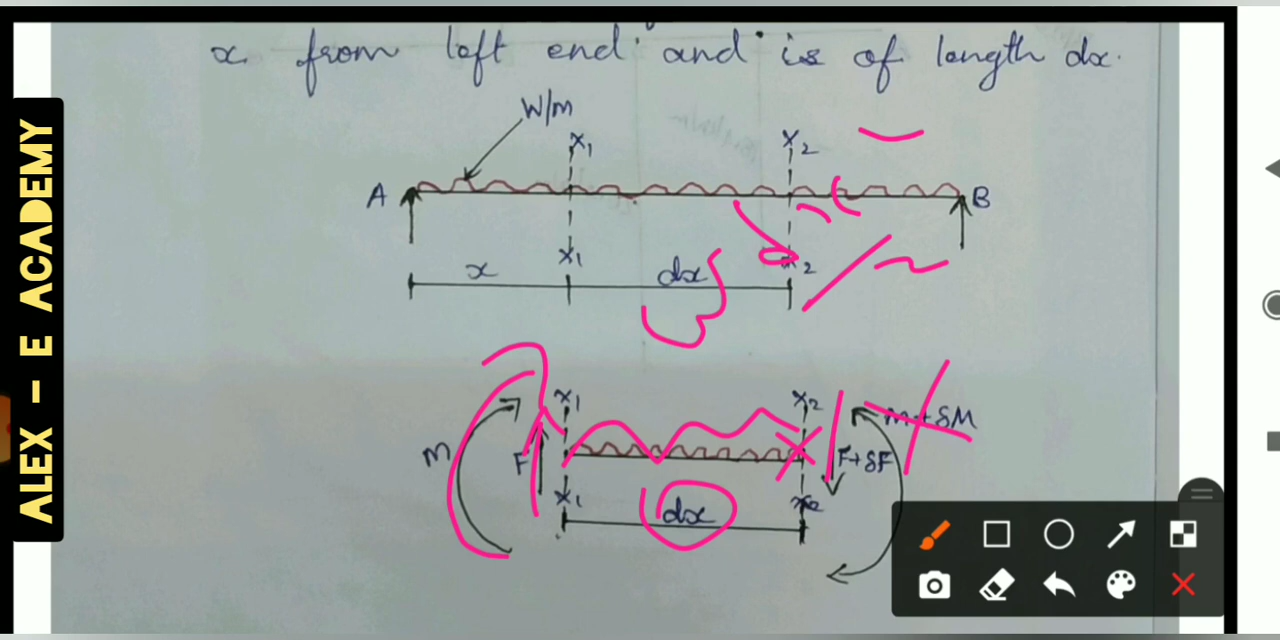 x from left end and is of length dx.
W/m
x1 x2
A B
x1 x2
x dx
x1 x2 M+δM
M F F+δF
x1 x2
dx
ALEX – E ACADEMY